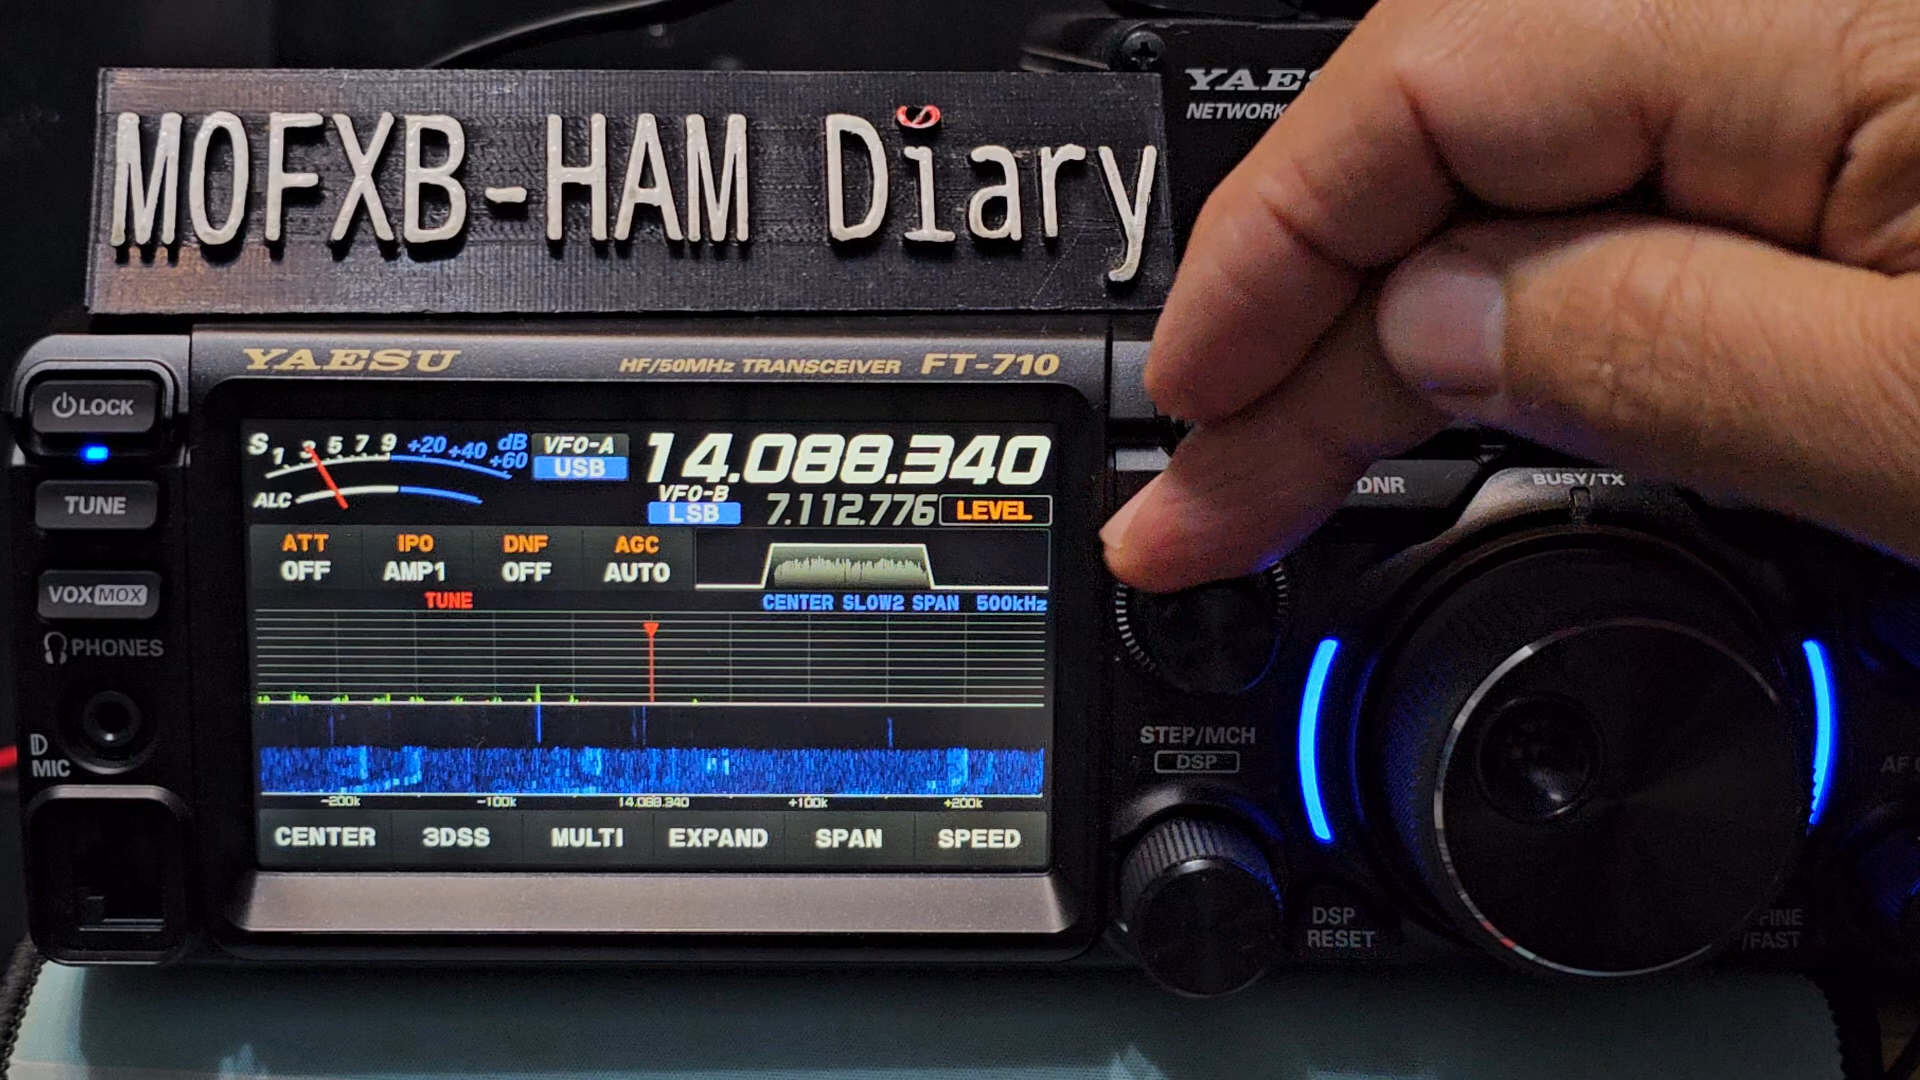 MOFXB-HAM Diary
YAES
NETWORK
YAESU
HF/50MHz TRANSCEIVER FT-710
LOCK
TUNE
VOX MOX
PHONES
MIC
S 1 3 5 7 9 +20 +40 +60 dB
ALC
VFO-A
USB
14.088.340
VFO-B
LSB
7.112.776
LEVEL
ATT IPO DNF AGC
OFF AMP1 OFF AUTO
TUNE
CENTER SLOW2 SPAN 500kHz
-200k -100k 14.088.340 +100k +200k
CENTER 3DSS MULTI EXPAND SPAN SPEED
DNR
BUSY/TX
STEP/MCH
DSP
DSP
RESET
FINE
/FAST
AF